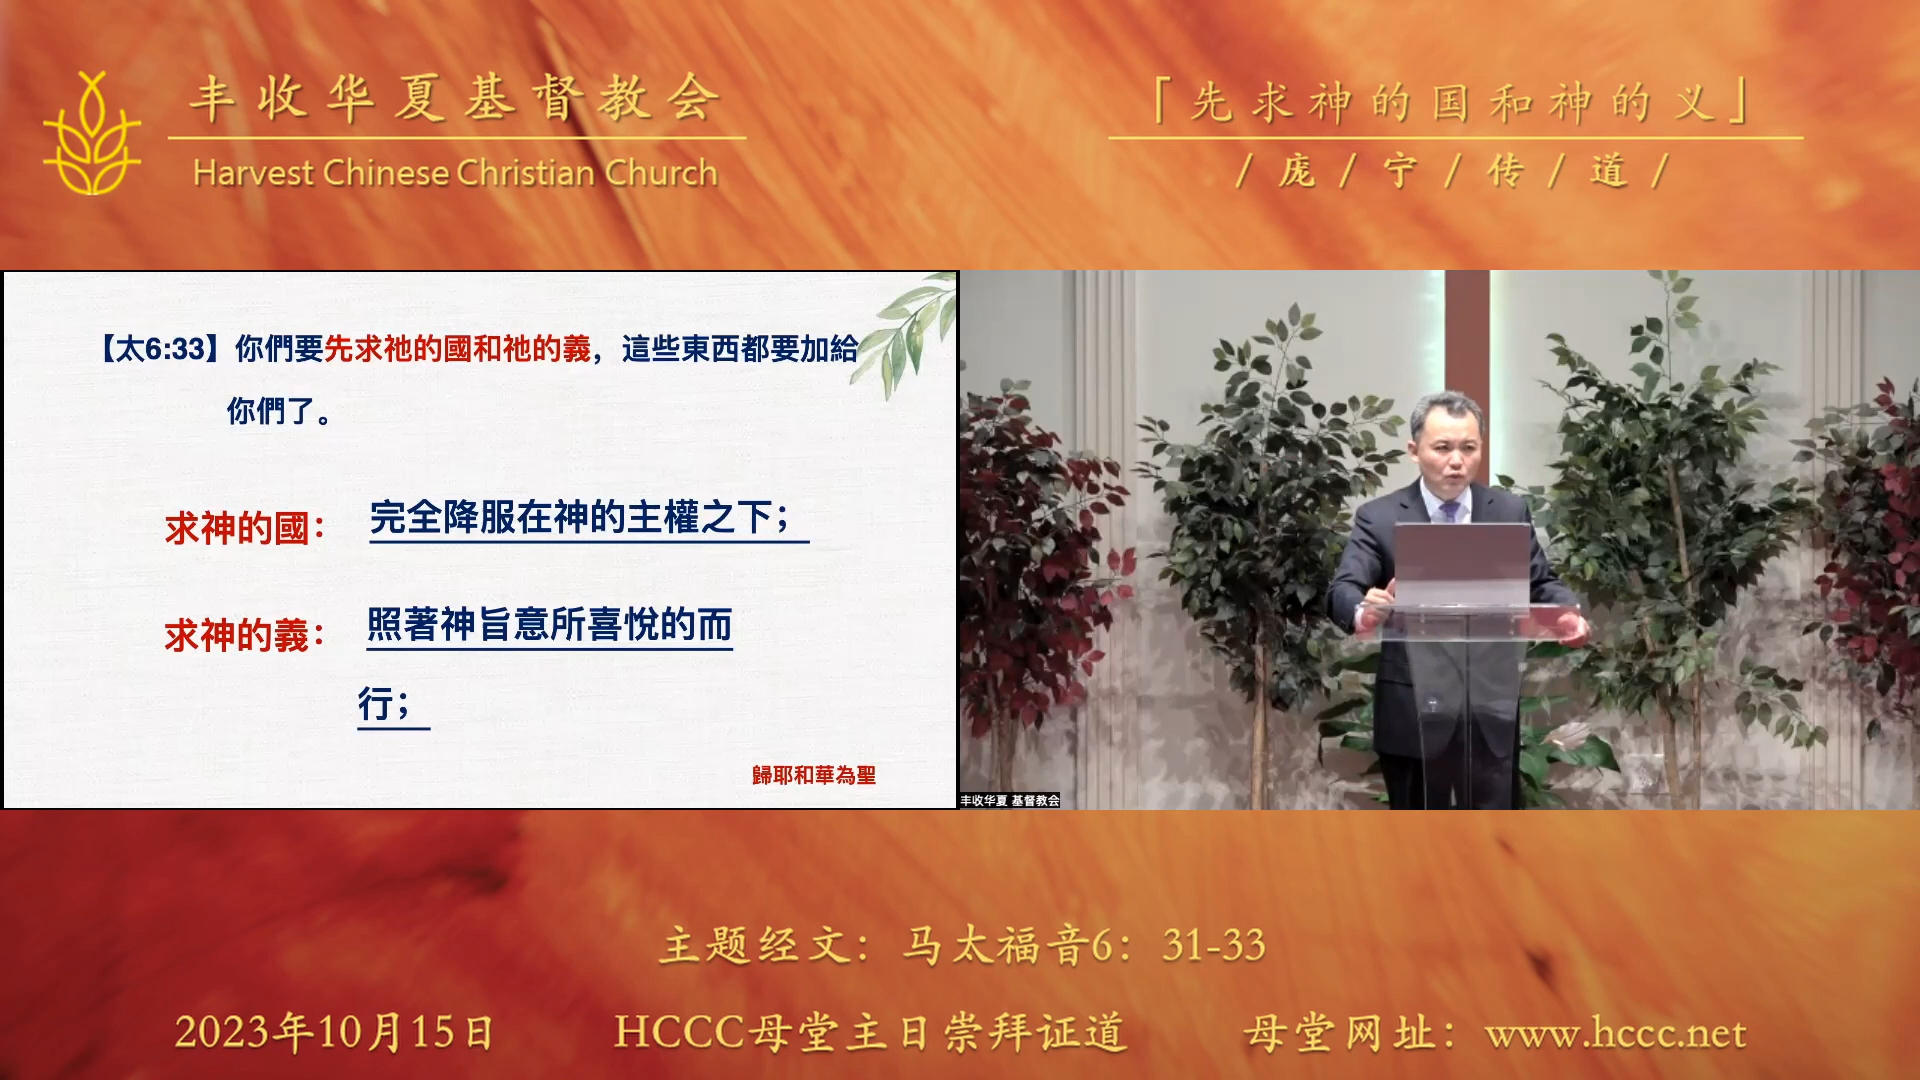 丰收华夏基督教会
Harvest Chinese Christian Church
「先求神的国和神的义」
/ 庞 / 宁 / 传 / 道 /
【太6:33】你們要先求祂的國和祂的義，這些東西都要加給
你們了。
求神的國： 完全降服在神的主權之下；
求神的義： 照著神旨意所喜悅的而
行；
歸耶和華為聖
丰收华夏 基督教会
主题经文：马太福音6：31-33
2023年10月15日 HCCC母堂主日崇拜证道 母堂网址：www.hccc.net